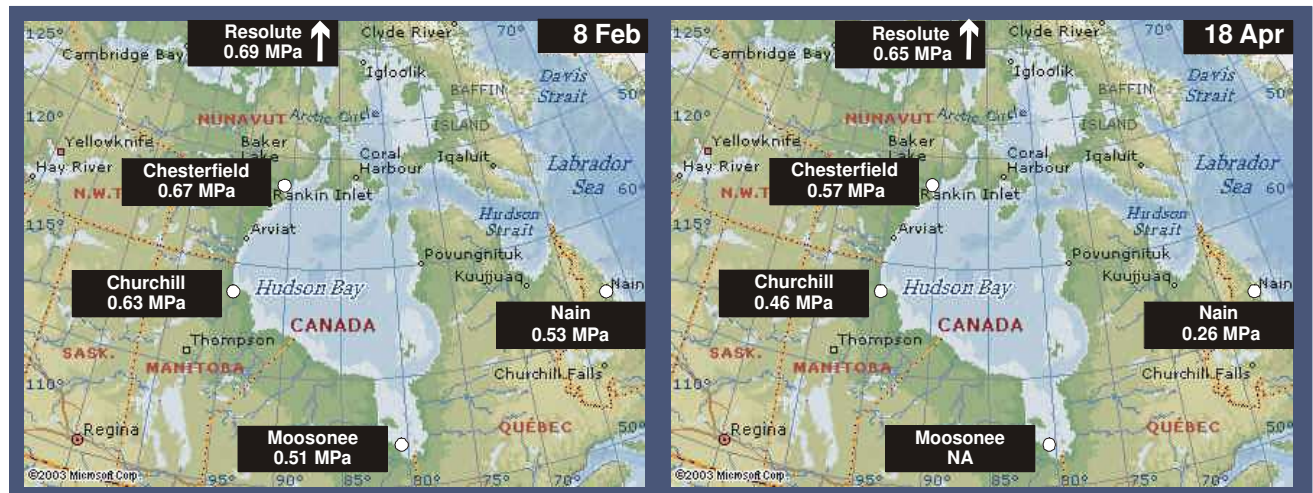 Resolute
0.69 MPa
8 Feb
125°
Cambridge Bay
Clyde River
70°
Igloolik
Davis
Strait
BAFFIN
50°
120°
NUNAVUT
Arctic Circle
ISLAND
Yellowknife
Baker
Lake
Hay River
Coral
Harbour
Iqaluit
Labrador
Sea
60°
Chesterfield
0.67 MPa
N.W.T
Rankin Inlet
115°
Arviat
Hudson
Strait
Povungnituk
Kuujjuaq
Churchill
0.63 MPa
Hudson Bay
Nain
Nain
0.53 MPa
CANADA
Thompson
SASK.
MANITOBA
Churchill Falls
110°
Regina
Moosonee
0.51 MPa
QUÉBEC
50°
©2003 Microsoft Corp.
95°
90°
85°
80°
75°
70°
Resolute
0.65 MPa
18 Apr
125°
Cambridge Bay
Clyde River
70°
Igloolik
Davis
Strait
BAFFIN
50°
120°
NUNAVUT
Arctic Circle
ISLAND
Yellowknife
Baker
Lake
Hay River
Coral
Harbour
Iqaluit
Labrador
Sea
60°
Chesterfield
0.57 MPa
N.W.T
Rankin Inlet
115°
Arviat
Hudson
Strait
Povungnituk
Kuujjuaq
Churchill
0.46 MPa
Hudson Bay
Nain
Nain
0.26 MPa
CANADA
Thompson
SASK.
MANITOBA
Churchill Falls
110°
Regina
Moosonee
NA
QUÉBEC
50°
©2003 Microsoft Corp.
95°
90°
85°
80°
75°
70°